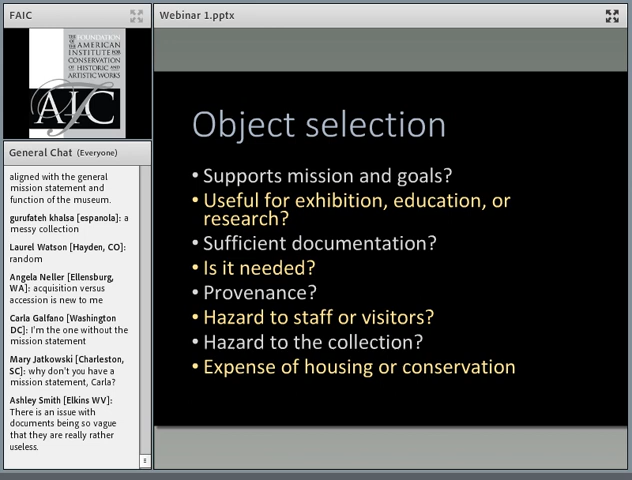 FAIC
THE FOUNDATION
OF THE AMERICAN
INSTITUTE FOR
CONSERVATION
OF HISTORIC AND
ARTISTIC WORKS
AIC
General Chat (Everyone)
aligned with the general
mission statement and
function of the museum.
gurufateh khalsa [espanola]: a
messy collection
Laurel Watson [Hayden, CO]:
random
Angela Neller [Ellensburg,
WA]: acquisition versus
accession is new to me
Carla Galfano [Washington
DC]: I'm the one without the
mission statement
Mary Jatkowski [Charleston,
SC]: why don't you have a
mission statement, Carla?
Ashley Smith [Elkins WV]:
There is an issue with
documents being so vague
that they are really rather
useless.
Webinar 1.pptx
Object selection
• Supports mission and goals?
• Useful for exhibition, education, or
research?
• Sufficient documentation?
• Is it needed?
• Provenance?
• Hazard to staff or visitors?
• Hazard to the collection?
• Expense of housing or conservation